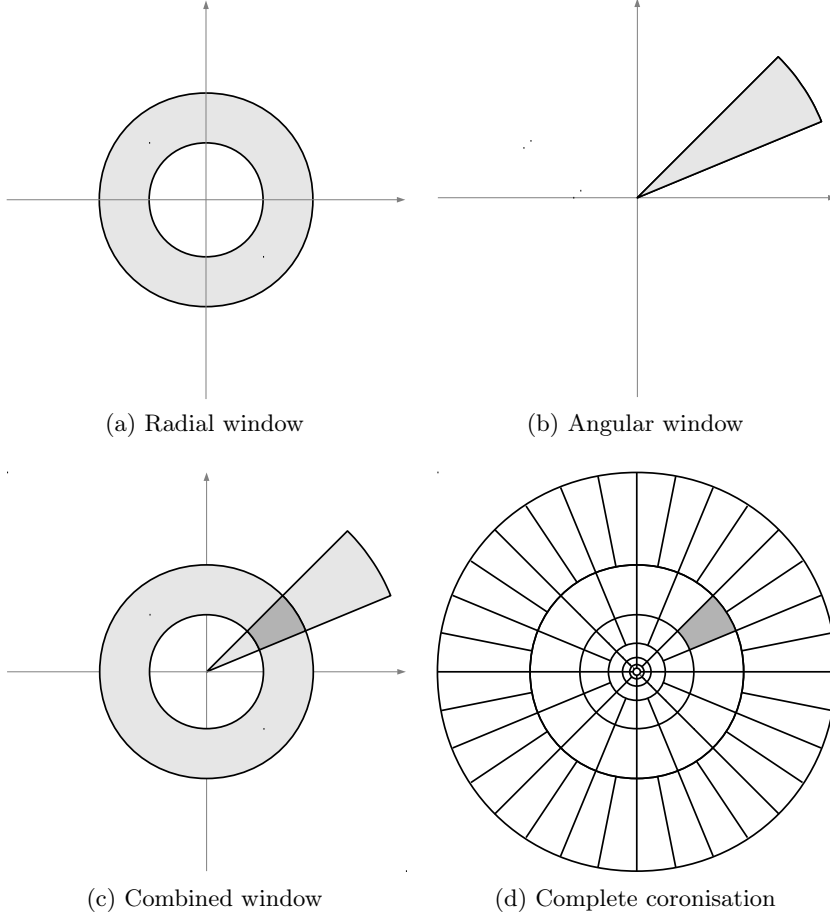 (a) Radial window
(b) Angular window
(c) Combined window
(d) Complete coronisation